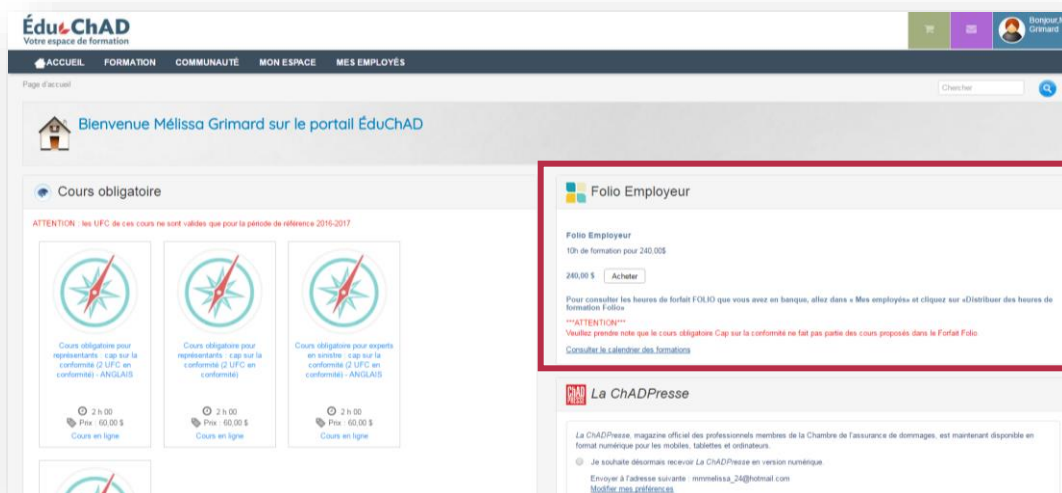 ÉduChAD
Votre espace de formation
Bonjour,M
Grimard
ACCUEIL FORMATION COMMUNAUTÉ MON ESPACE MES EMPLOYÉS
Page d'accueil
Chercher
Bienvenue Mélissa Grimard sur le portail ÉduChAD
Cours obligatoire
ATTENTION : les UFC de ces cours ne sont valides que pour la période de référence 2016-2017
Cours obligatoire pour
représentants : cap sur la
conformité (2 UFC en
conformité) - ANGLAIS
2 h 00
Prix : 60,00 $
Cours en ligne
Cours obligatoire pour
représentants : cap sur la
conformité (2 UFC en
conformité)
2 h 00
Prix : 60,00 $
Cours en ligne
Cours obligatoire pour experts
en sinistre : cap sur la
conformité (2 UFC en
conformité) - ANGLAIS
2 h 00
Prix : 60,00 $
Cours en ligne
Folio Employeur
Folio Employeur
10h de formation pour 240.00$
240,00 $ Acheter
Pour consulter les heures de forfait FOLIO que vous avez en banque, allez dans « Mes employés» et cliquez sur «Distribuer des heures de
formation Folio»
***ATTENTION***
Veuillez prendre note que le cours obligatoire Cap sur la conformité ne fait pas partie des cours proposés dans le Forfait Folio
Consulter le calendrier des formations
ChAD
PRESSE
La ChADPresse
La ChADPresse, magazine officiel des professionnels membres de la Chambre de l'assurance de dommages, est maintenant disponible en
format numérique pour les mobiles, tablettes et ordinateurs.
Je souhaite désormais recevoir La ChADPresse en version numérique.
Envoyer à l'adresse suivante : mmmelissa_24@hotmail.com
Modifier mes préférences